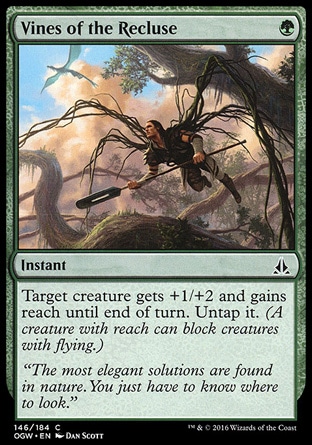 Vines of the Recluse
Instant
Target creature gets +1/+2 and gains
reach until end of turn. Untap it. (A
creature with reach can block creatures
with flying.)
"The most elegant solutions are found
in nature. You just have to know where
to look."
146/184 C
OGW • EN Dan Scott
™ & © 2016 Wizards of the Coast